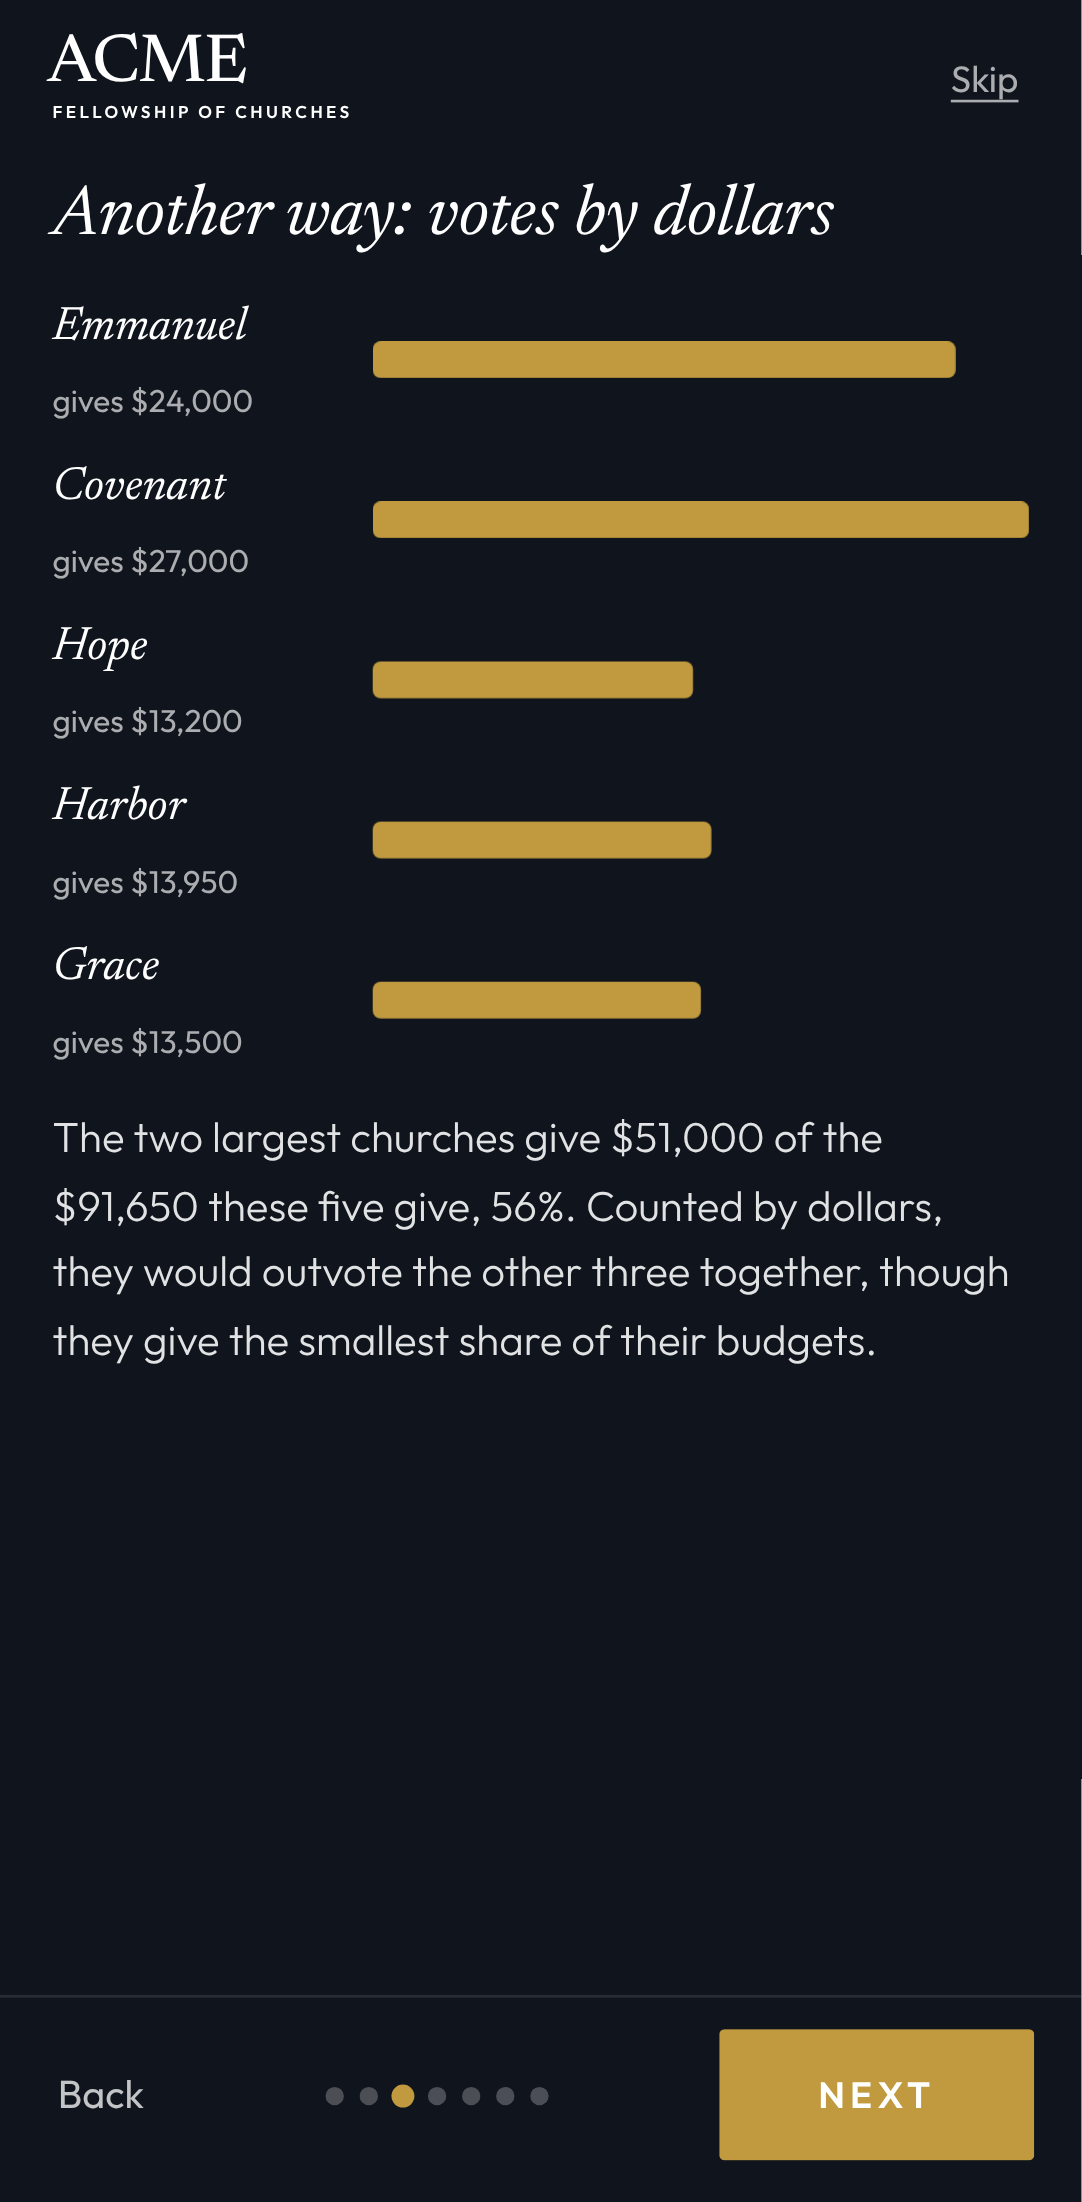 ACME
FELLOWSHIP OF CHURCHES
Skip
Another way: votes by dollars
Emmanuel
gives $24,000
Covenant
gives $27,000
Hope
gives $13,200
Harbor
gives $13,950
Grace
gives $13,500
The two largest churches give $51,000 of the
$91,650 these five give, 56%. Counted by dollars,
they would outvote the other three together, though
they give the smallest share of their budgets.
Back
NEXT